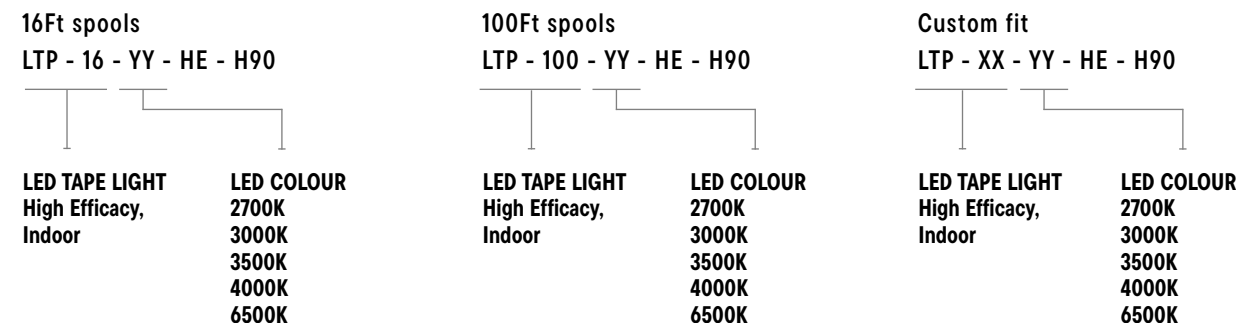 16Ft spools
LTP - 16 - YY - HE - H90
LED TAPE LIGHT
High Efficacy,
Indoor
LED COLOUR
2700K
3000K
3500K
4000K
6500K
100Ft spools
LTP - 100 - YY - HE - H90
LED TAPE LIGHT
High Efficacy,
Indoor
LED COLOUR
2700K
3000K
3500K
4000K
6500K
Custom fit
LTP - XX - YY - HE - H90
LED TAPE LIGHT
High Efficacy,
Indoor
LED COLOUR
2700K
3000K
3500K
4000K
6500K